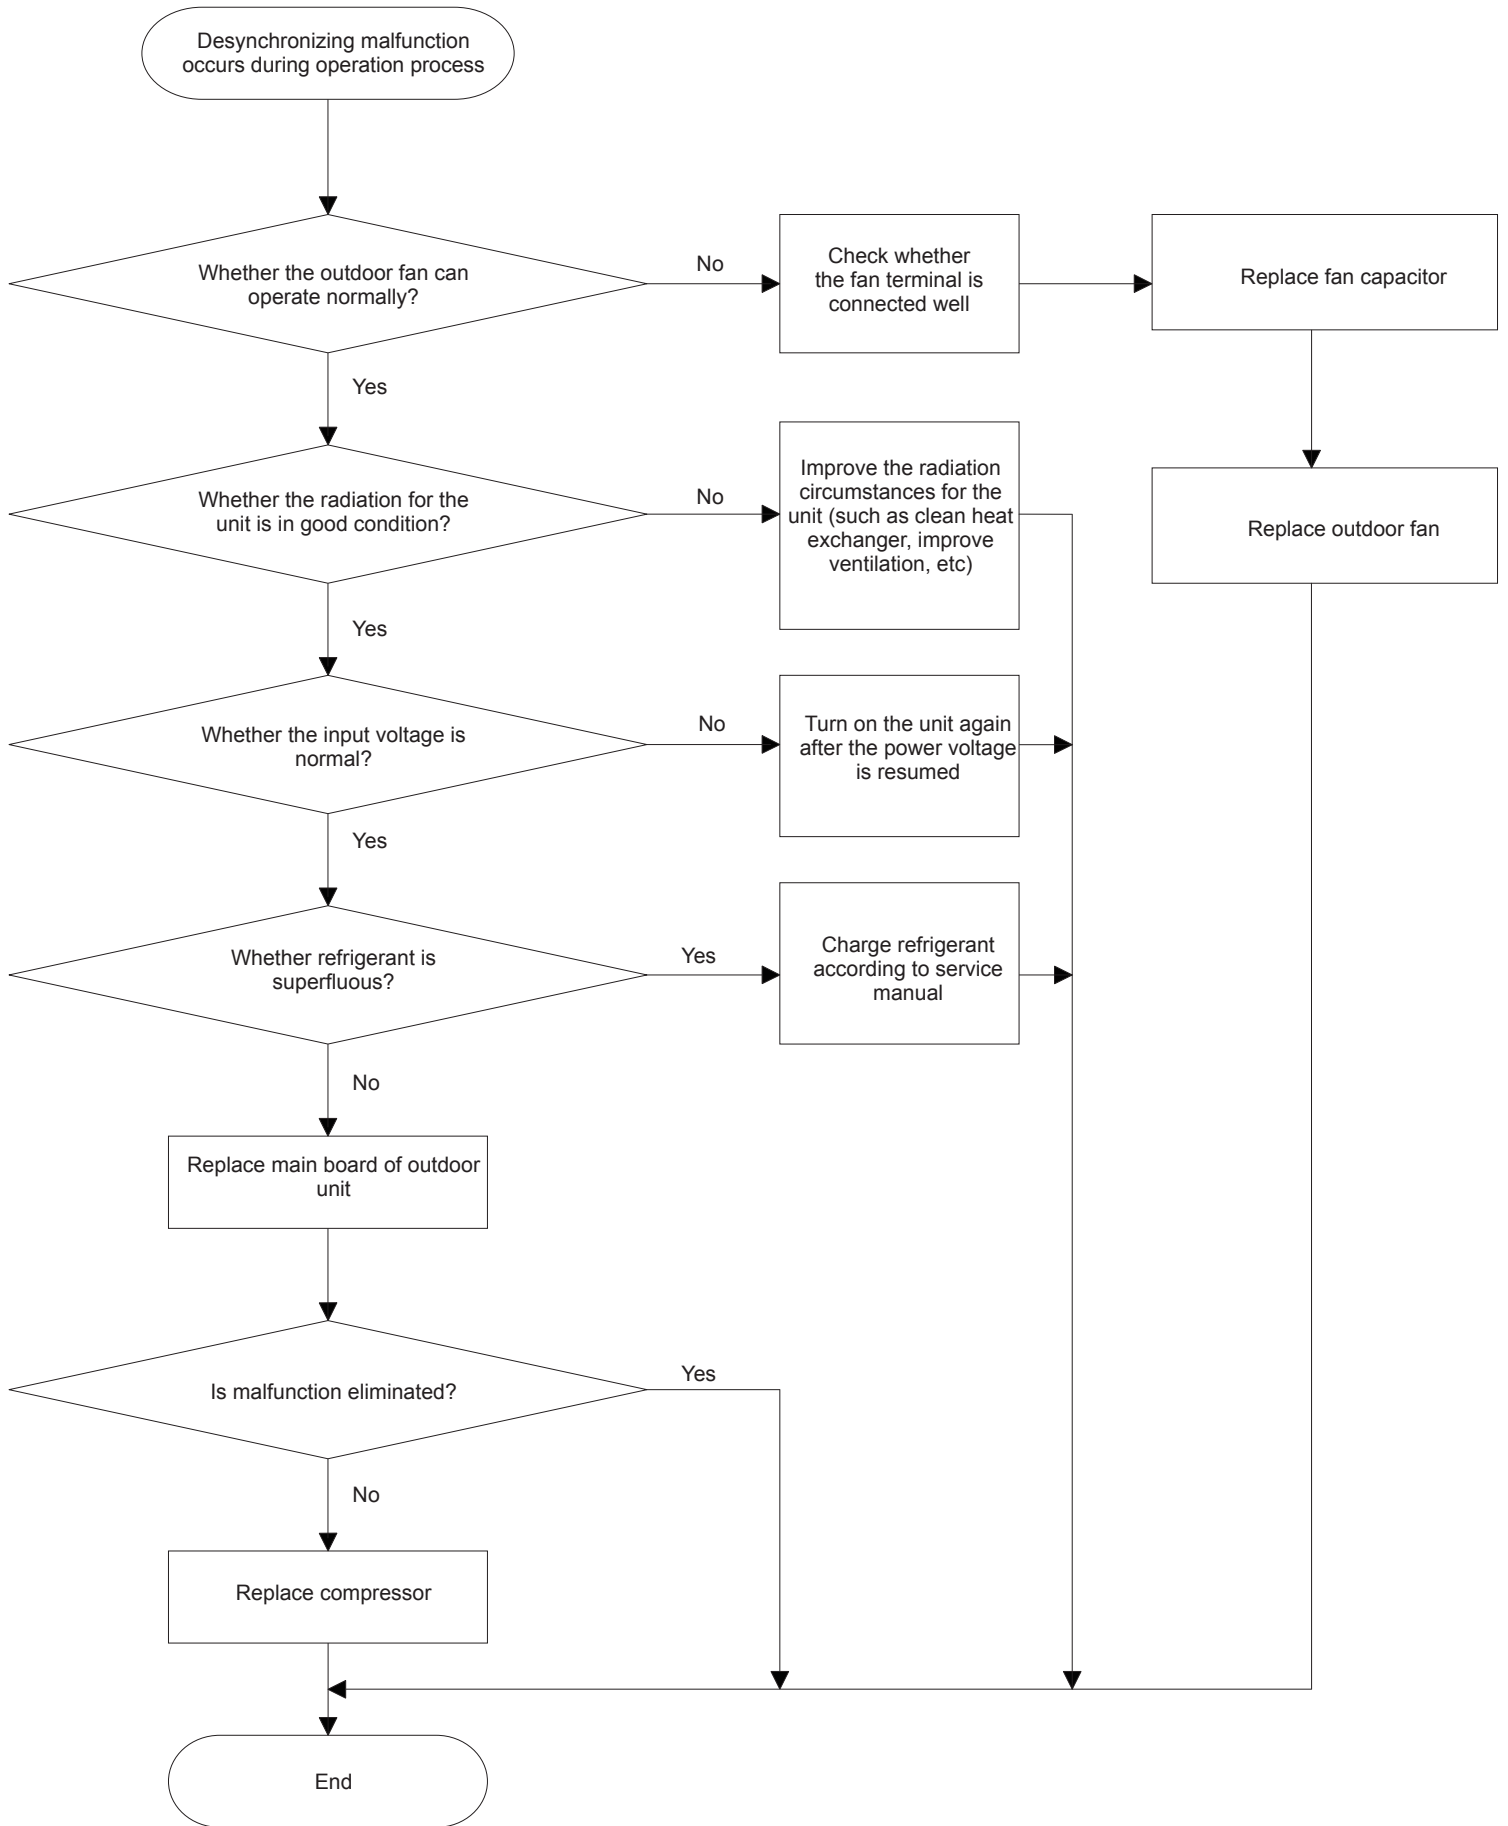 Desynchronizing malfunction
occurs during operation process
Whether the outdoor fan can
operate normally?
No
Check whether
the fan terminal is
connected well
Replace fan capacitor
Yes
Whether the radiation for the
unit is in good condition?
No
Improve the radiation
circumstances for the
unit (such as clean heat
exchanger, improve
ventilation, etc)
Replace outdoor fan
Yes
Whether the input voltage is
normal?
No
Turn on the unit again
after the power voltage
is resumed
Yes
Whether refrigerant is
superfluous?
Yes
Charge refrigerant
according to service
manual
No
Replace main board of outdoor
unit
Is malfunction eliminated?
Yes
No
Replace compressor
End